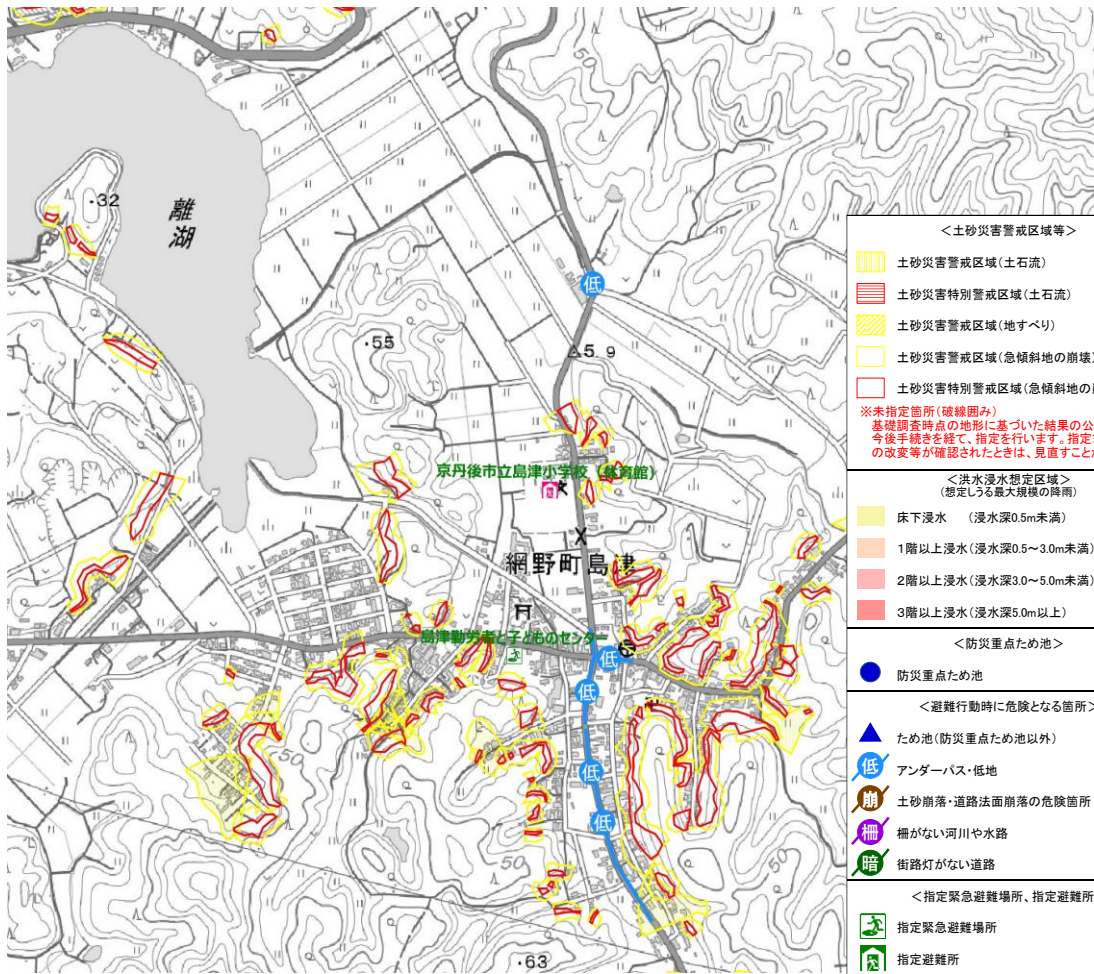 離湖
・32
・55
低
5.9
京丹後市立島津小学校（体育館）
網野町島津
島津勤労者と子どものセンター
低
低
低
低
50
50
50
・63
＜土砂災害警戒区域等＞
土砂災害警戒区域（土石流）
土砂災害特別警戒区域（土石流）
土砂災害警戒区域（地すべり）
土砂災害警戒区域（急傾斜地の崩壊）
土砂災害特別警戒区域（急傾斜地の
※未指定箇所（破線囲み）
基礎調査時点の地形に基づいた結果の公
今後手続きを経て、指定を行います。指定
の改変等が確認されたときは、見直すこと
＜洪水浸水想定区域＞
（想定しうる最大規模の降雨）
床下浸水　（浸水深0.5m未満）
1階以上浸水（浸水深0.5～3.0m未満）
2階以上浸水（浸水深3.0～5.0m未満）
3階以上浸水（浸水深5.0m以上）
＜防災重点ため池＞
防災重点ため池
＜避難行動時に危険となる箇所＞
ため池（防災重点ため池以外）
低 アンダーパス・低地
崩 土砂崩落・道路法面崩落の危険箇所
柵 柵がない河川や水路
暗 街路灯がない道路
＜指定緊急避難場所、指定避難所
指定緊急避難場所
指定避難所